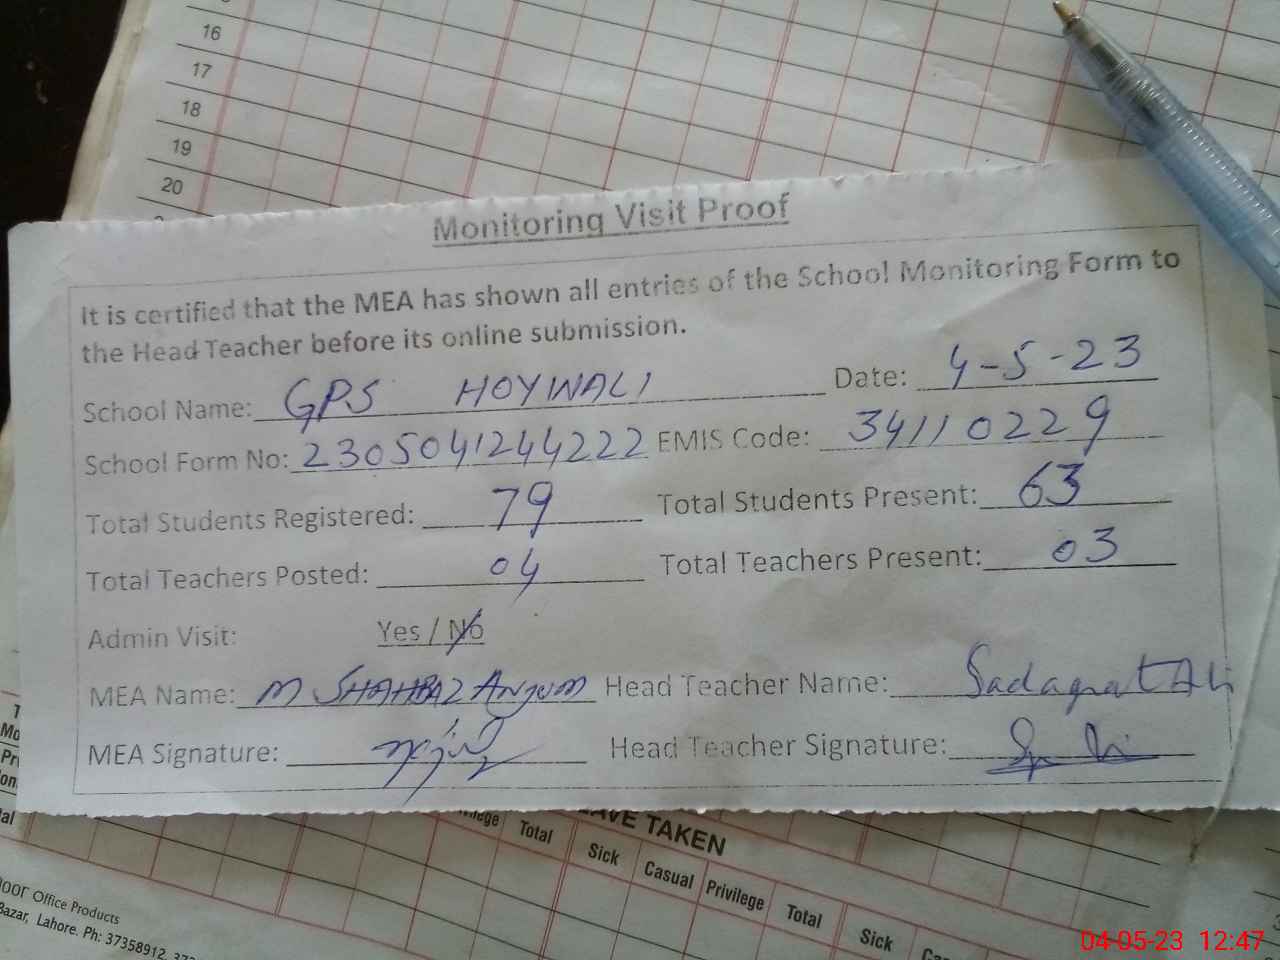 16
17
18
19
20
Monitoring Visit Proof
It is certified that the MEA has shown all entries of the School Monitoring Form to
the Head Teacher before its online submission.
School Name: GPS HOYWALI Date: 4-5-23
School Form No: 2305041244222 EMIS Code: 34110229
Total Students Registered: 79 Total Students Present: 63
Total Teachers Posted: 04 Total Teachers Present: 03
Admin Visit: Yes / No
MEA Name: M SHAHBAZ ANJUM Head Teacher Name: Sadaqat Ali
MEA Signature: Head Teacher Signature:
TAKEN
Total Sick Casual Privilege Total Sick
Office Products
Bazar, Lahore. Ph: 37358912,
04-05-23 12:47